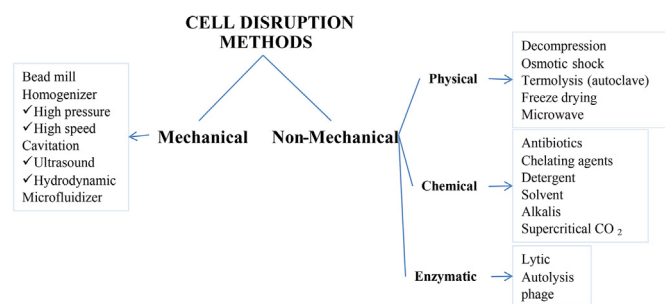 CELL DISRUPTION
METHODS
Bead mill
Homogenizer
✓High pressure
✓High speed
Cavitation
✓Ultrasound
✓Hydrodynamic
Microfluidizer
Mechanical
Non-Mechanical
Physical
Decompression
Osmotic shock
Termolysis (autoclave)
Freeze drying
Microwave
Chemical
Antibiotics
Chelating agents
Detergent
Solvent
Alkalis
Supercritical CO ₂
Enzymatic
Lytic
Autolysis
phage